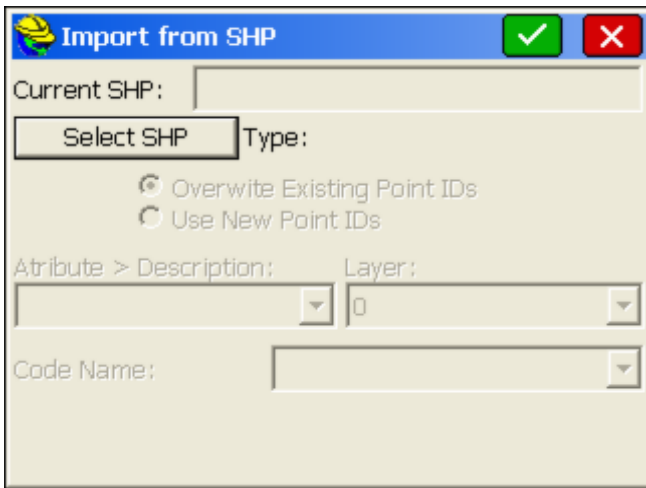 Import from SHP
Current SHP:
Select SHP Type:
Overwite Existing Point IDs
Use New Point IDs
Atribute > Description: Layer:
0
Code Name: